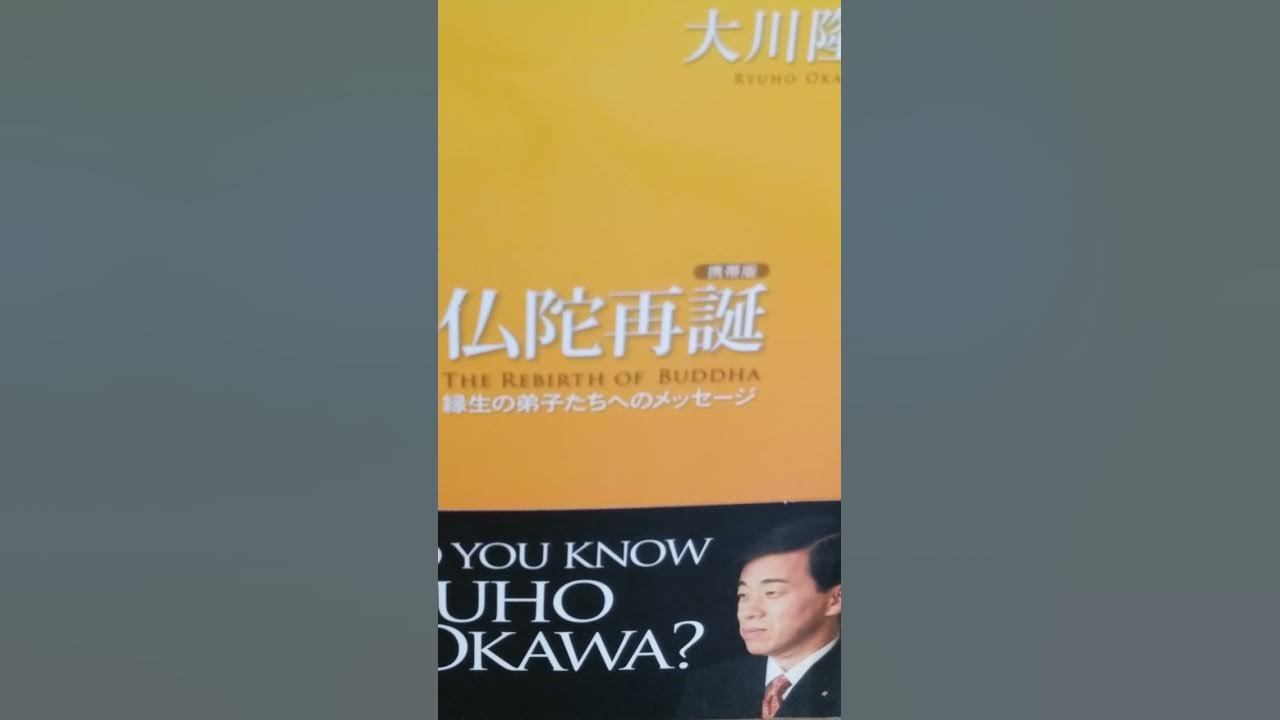 大川隆
RYUHO OKA
携帯版
仏陀再誕
THE REBIRTH OF BUDDHA
縁生の弟子たちへのメッセージ
YOU KNOW
UHO
OKAWA?